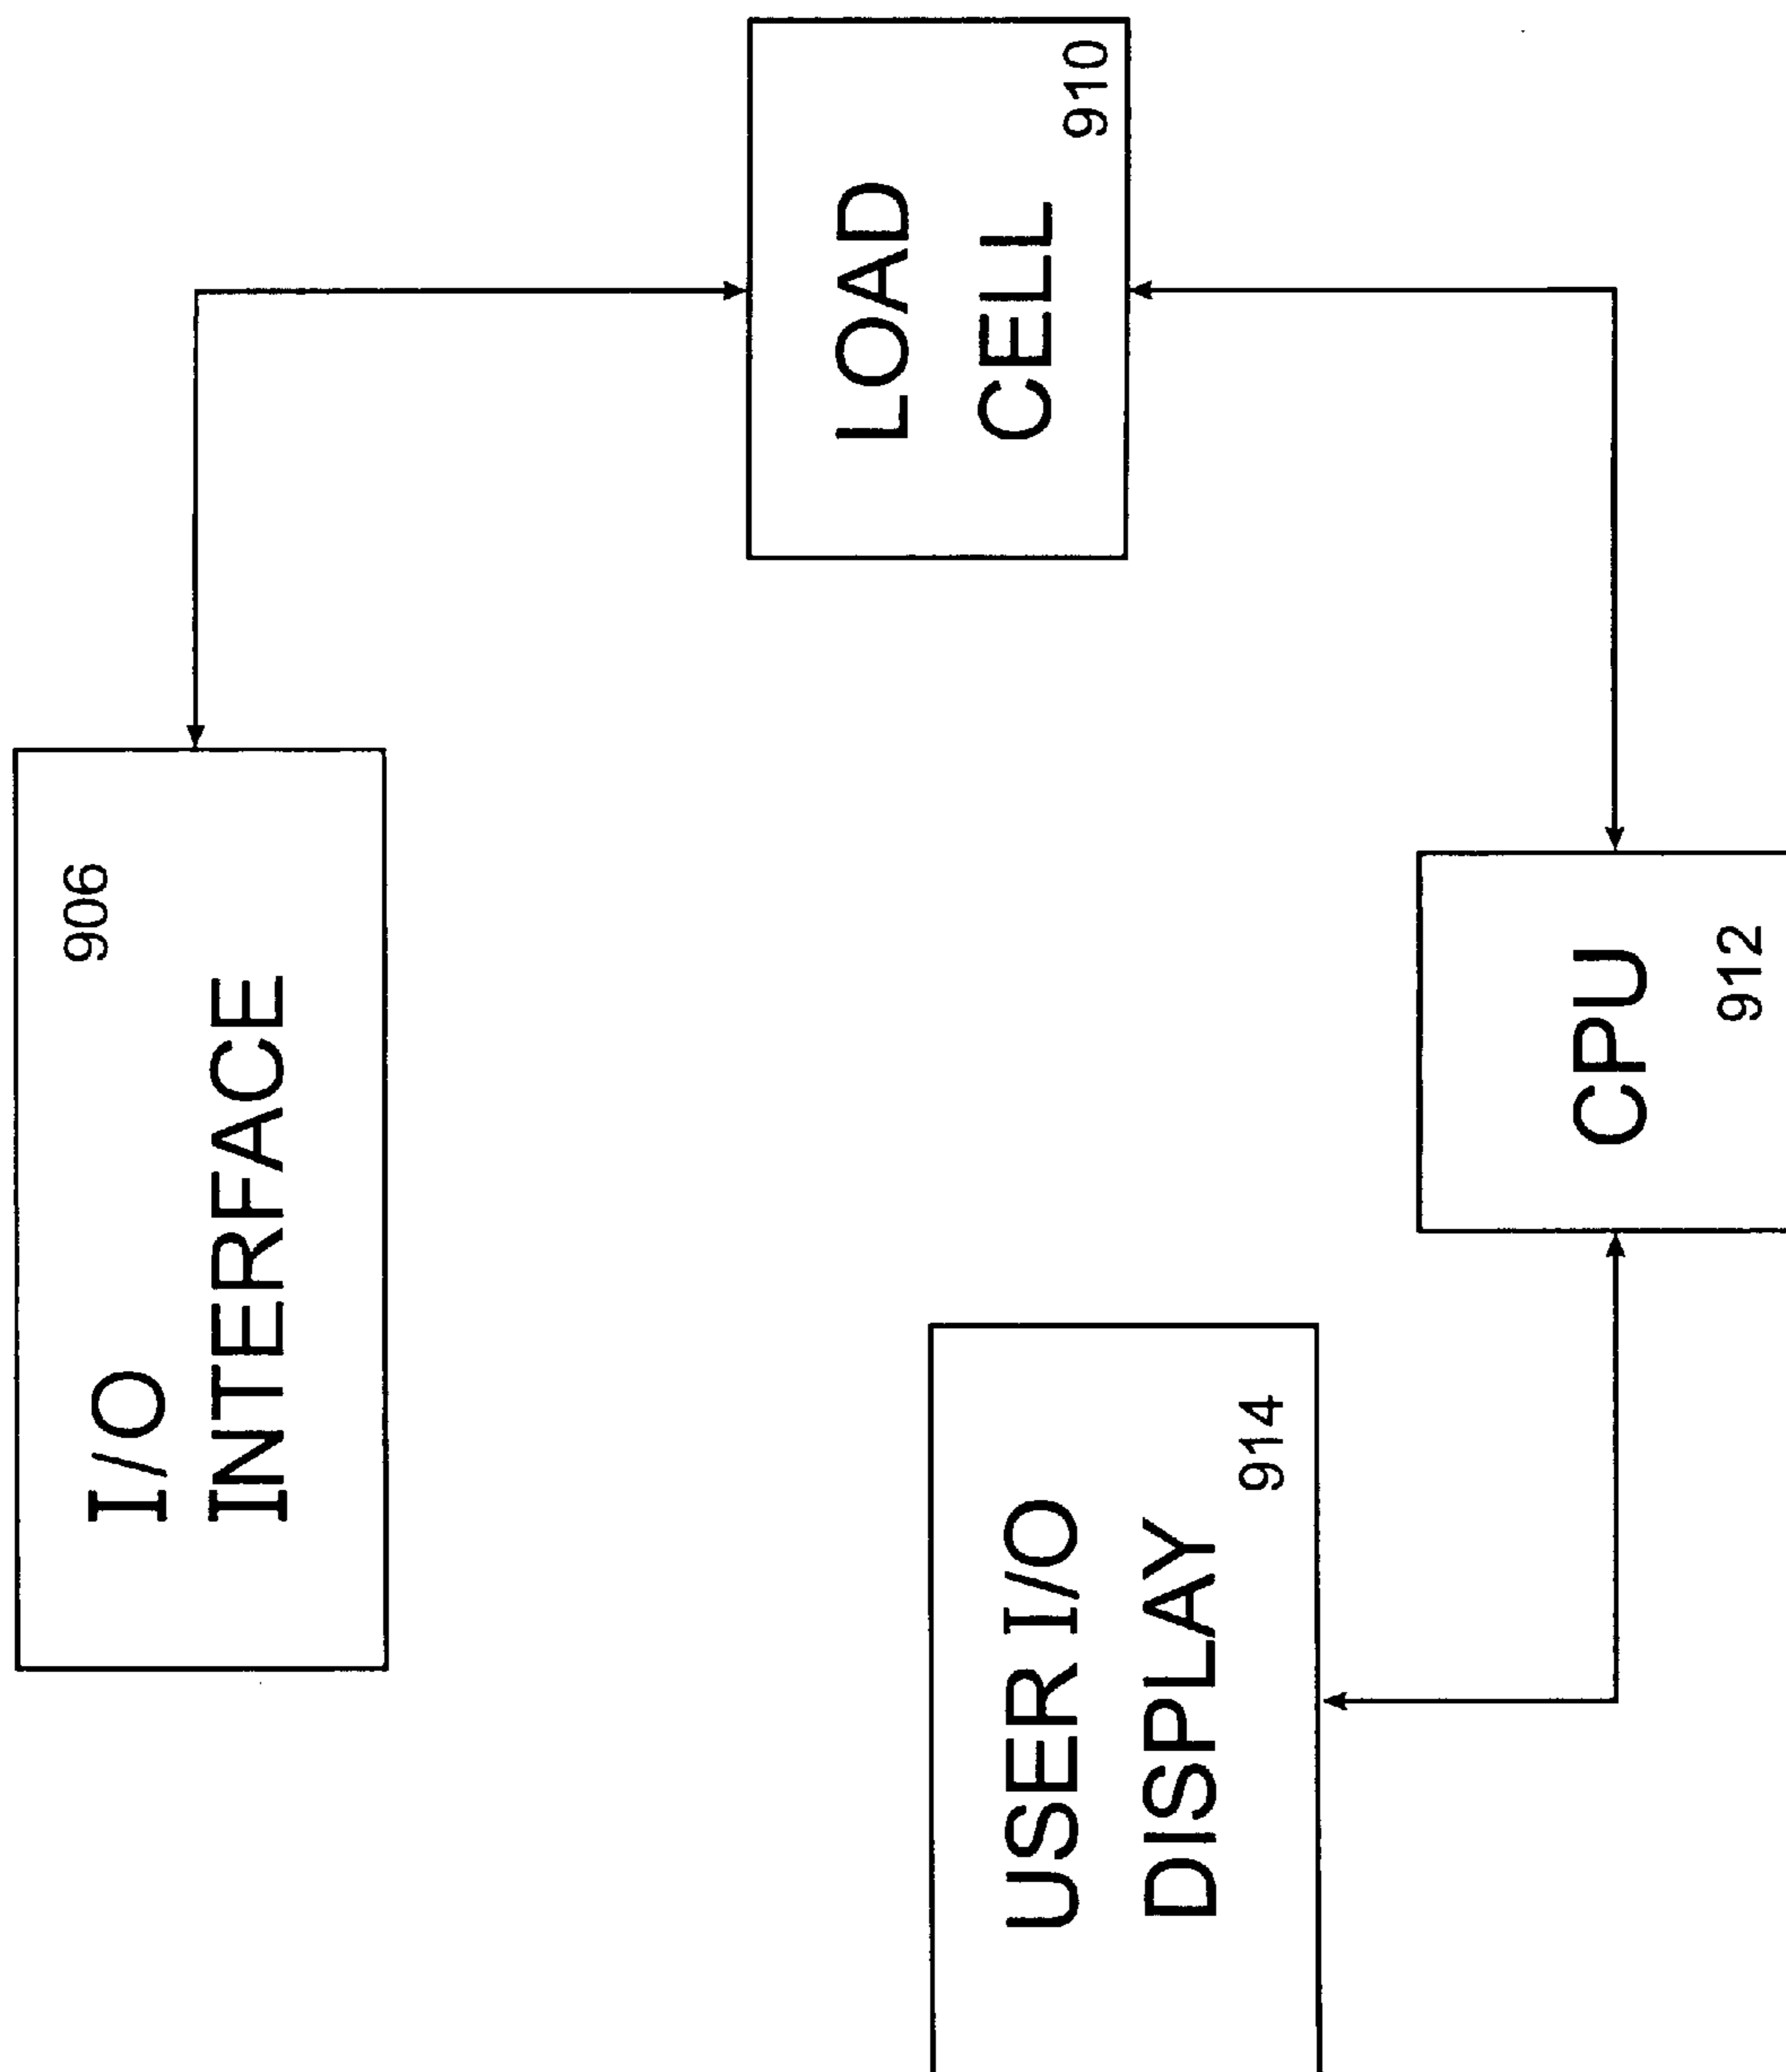 I/O
906
INTERFACE
LOAD
CELL
910
USER I/O
DISPLAY
914
CPU
912